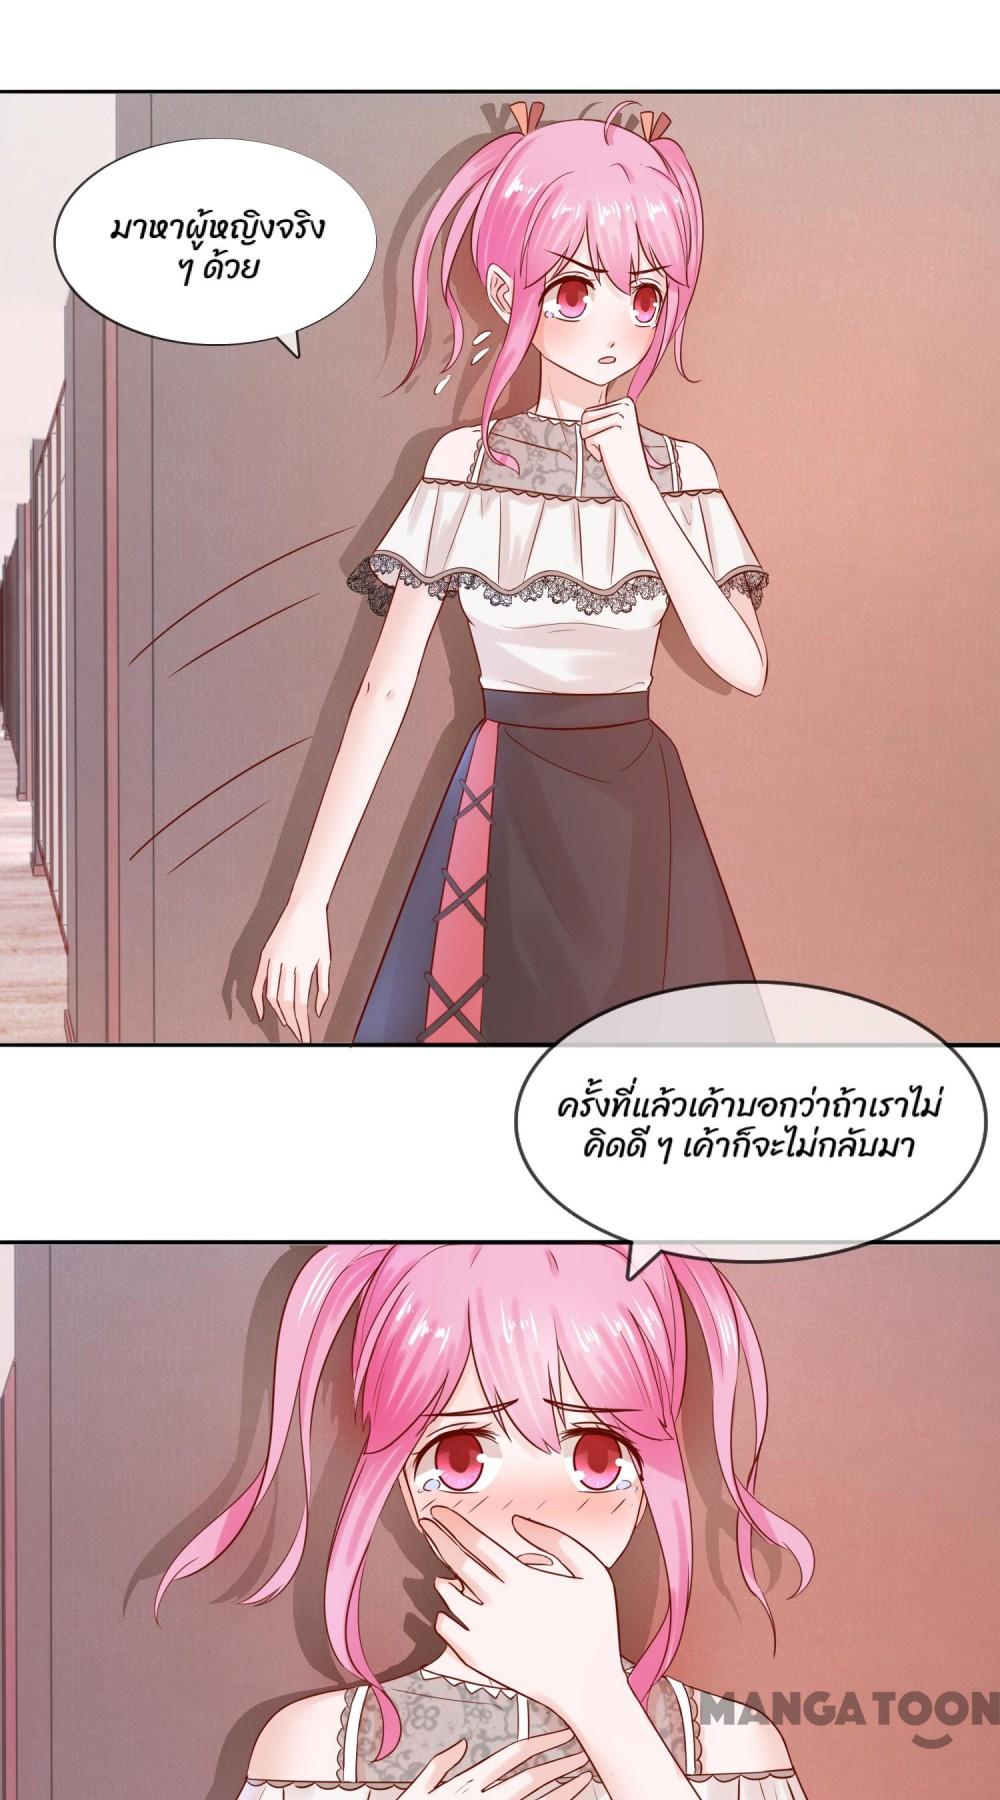 มาหาผู้หญิงจริง
ๆ ด้วย
ครั้งที่แล้วเค้าบอกว่าถ้าเราไม่
คิดดี ๆ เค้าก็จะไม่กลับมา
MANGA TOON